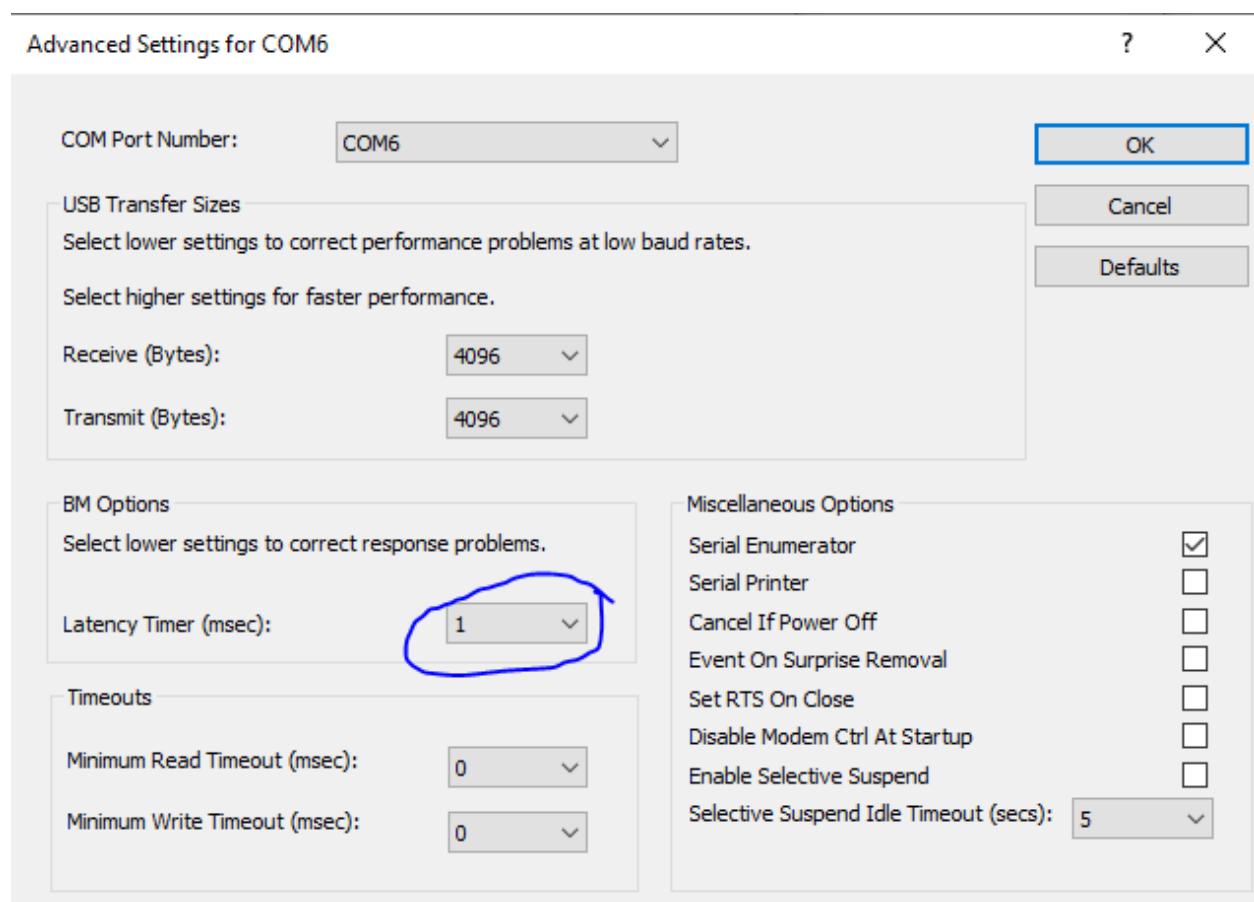 Advanced Settings for COM6
?
COM Port Number:
COM6
OK
USB Transfer Sizes
Cancel
Select lower settings to correct performance problems at low baud rates.
Defaults
Select higher settings for faster performance.
Receive (Bytes):
4096
Transmit (Bytes):
4096
BM Options
Select lower settings to correct response problems.
Latency Timer (msec):
1
Timeouts
Minimum Read Timeout (msec):
0
Minimum Write Timeout (msec):
0
Miscellaneous Options
Serial Enumerator
Serial Printer
Cancel If Power Off
Event On Surprise Removal
Set RTS On Close
Disable Modem Ctrl At Startup
Enable Selective Suspend
Selective Suspend Idle Timeout (secs):
5